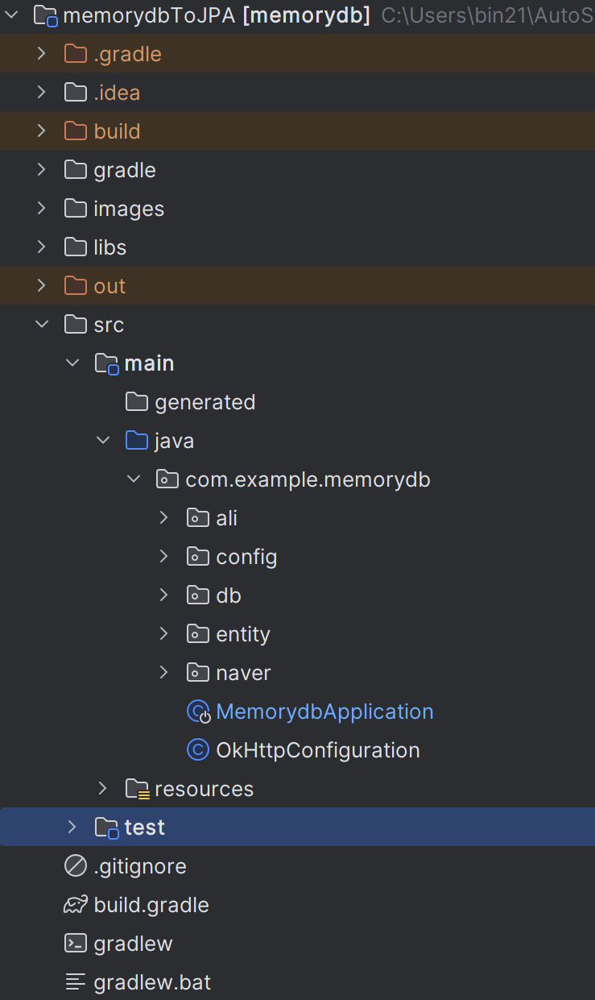 memorydbToJPA [memorydb] C:\Users\bin21\AutoS
.gradle
.idea
build
gradle
images
libs
out
src
main
generated
java
com.example.memorydb
ali
config
db
entity
naver
MemorydbApplication
OkHttpConfiguration
resources
test
.gitignore
build.gradle
gradlew
gradlew.bat